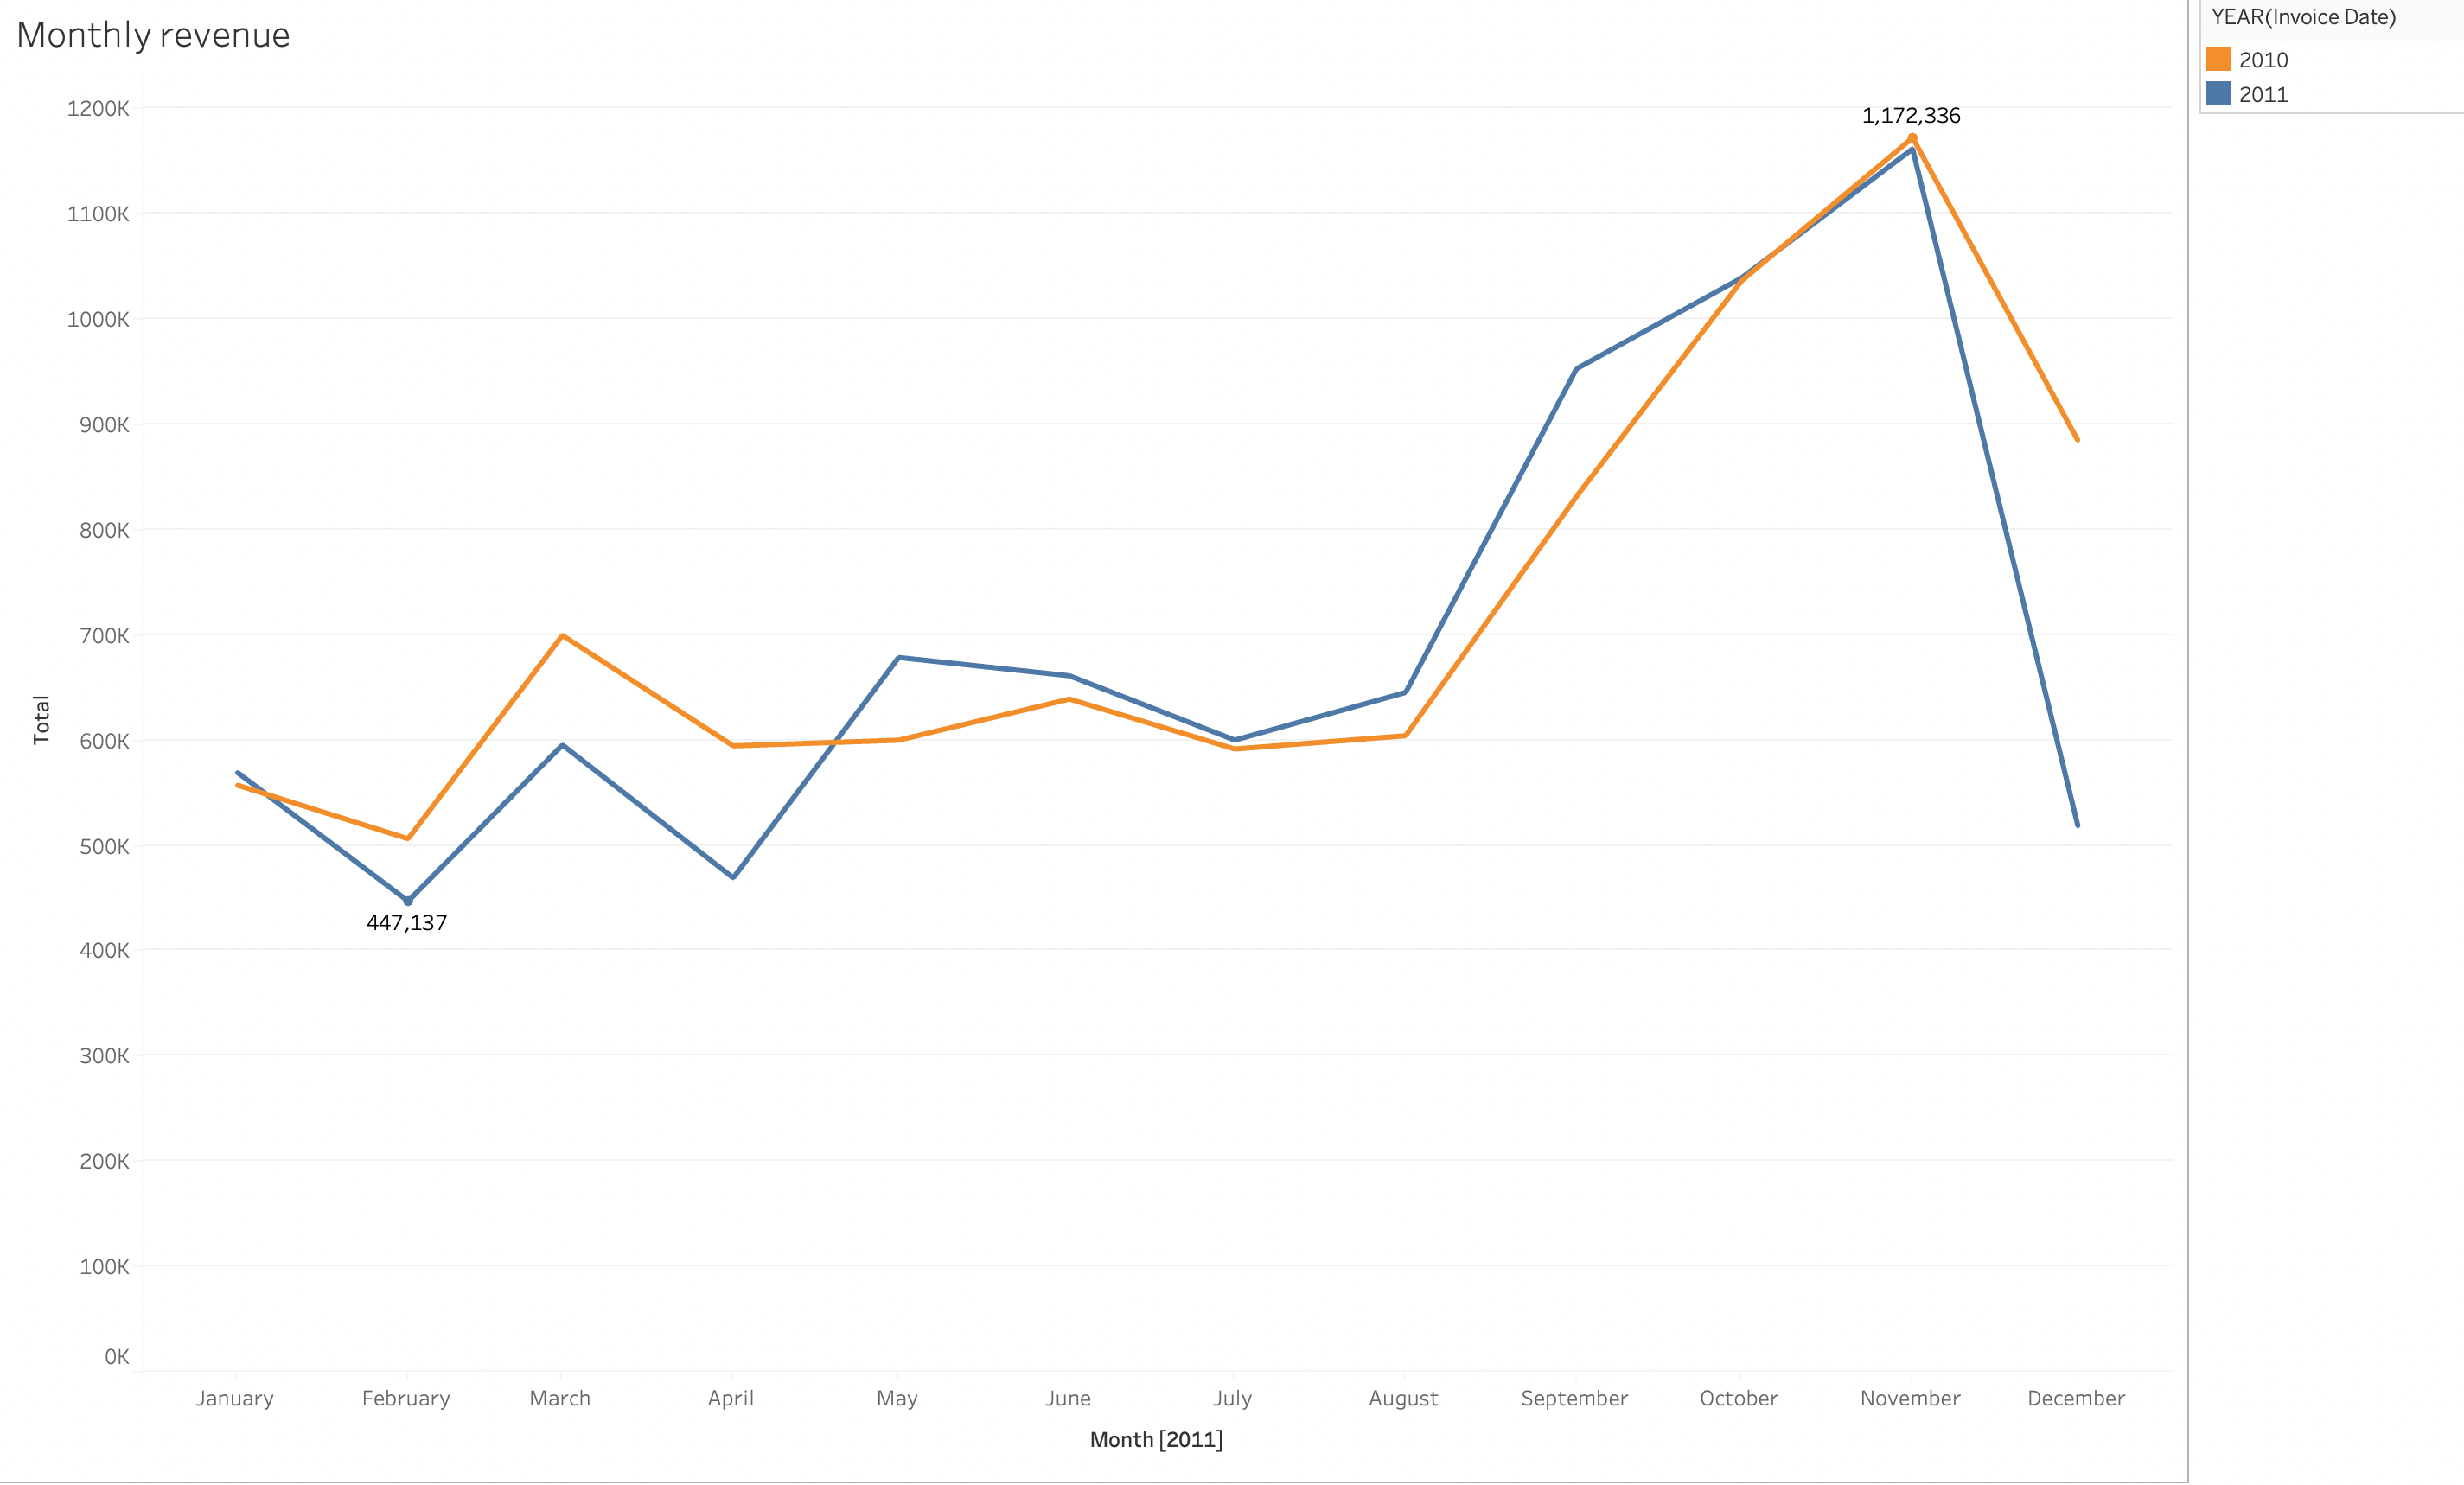 Monthly revenue
YEAR(Invoice Date)
2010
2011
1200K
1100K
1000K
900K
800K
700K
600K
500K
400K
300K
200K
100K
0K
Total
1,172,336
447,137
January February March April May June July August September October November December
Month [2011]